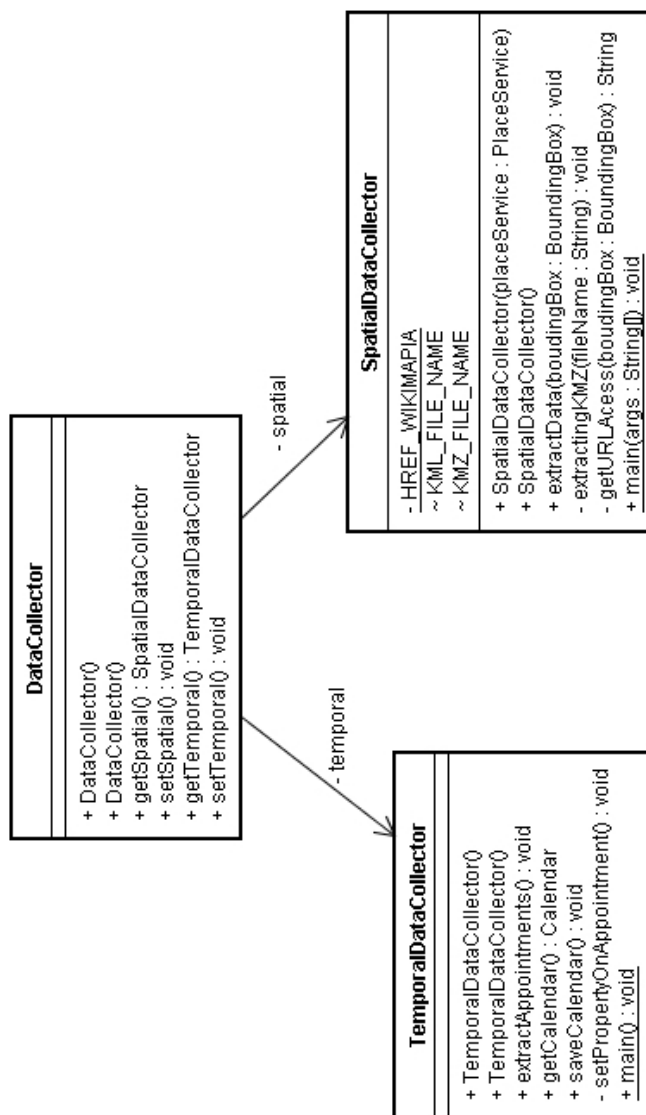 DataCollector
+ DataCollector()
+ DataCollector()
+ getSpatial() : SpatialDataCollector
+ setSpatial() : void
+ getTemporal() : TemporalDataCollector
+ setTemporal() : void
- temporal
- spatial
TemporalDataCollector
+ TemporalDataCollector()
+ TemporalDataCollector()
+ extractAppointments() : void
+ getCalendar() : Calendar
+ saveCalendar() : void
- setPropertyOnAppointment() : void
+ main() : void
SpatialDataCollector
- HREF_WIKIMAPIA
~ KML_FILE_NAME
~ KMZ_FILE_NAME
+ SpatialDataCollector(placeService : PlaceService)
+ SpatialDataCollector()
+ extractData(boudingBox : BoundingBox) : void
- extractingKMZ(fileName : String) : void
- getURLAcess(boudingBox : BoundingBox) : String
+ main(args : String[]) : void